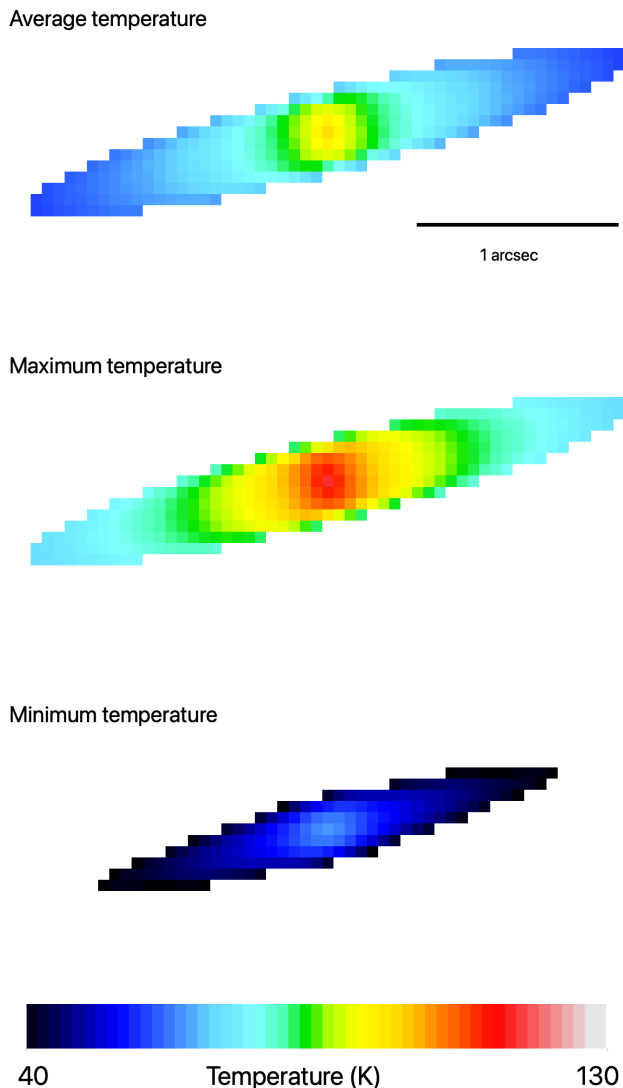 Average temperature
1 arcsec
Maximum temperature
Minimum temperature
40 Temperature (K) 130